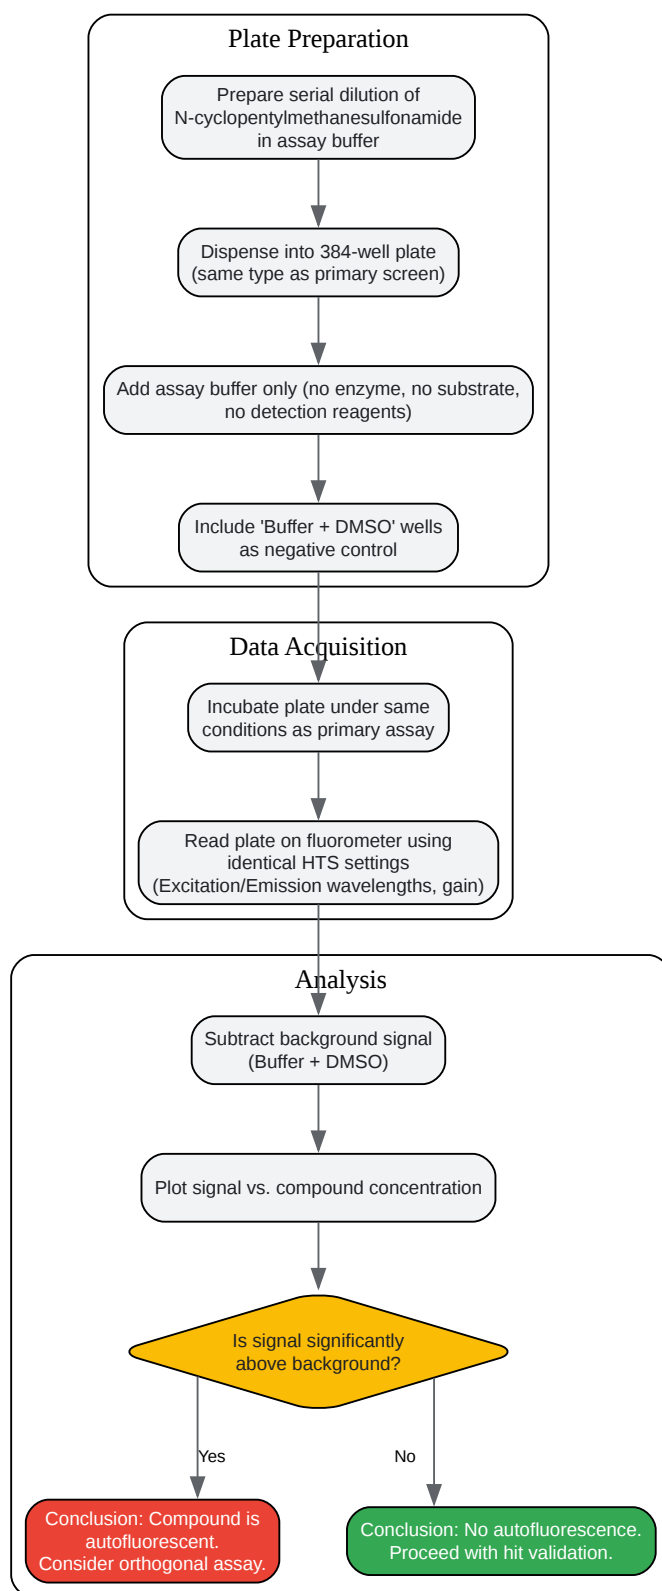 Plate Preparation
Prepare serial dilution of
N-cyclopentylmethanesulfonamide
in assay buffer
Dispense into 384-well plate
(same type as primary screen)
Add assay buffer only (no enzyme, no substrate,
no detection reagents)
Include 'Buffer + DMSO' wells
as negative control
Data Acquisition
Incubate plate under same
conditions as primary assay
Read plate on fluorometer using
identical HTS settings
(Excitation/Emission wavelengths, gain)
Analysis
Subtract background signal
(Buffer + DMSO)
Plot signal vs. compound concentration
Is signal significantly
above background?
Yes
No
Conclusion: Compound is
autofluorescent.
Consider orthogonal assay.
Conclusion: No autofluorescence.
Proceed with hit validation.